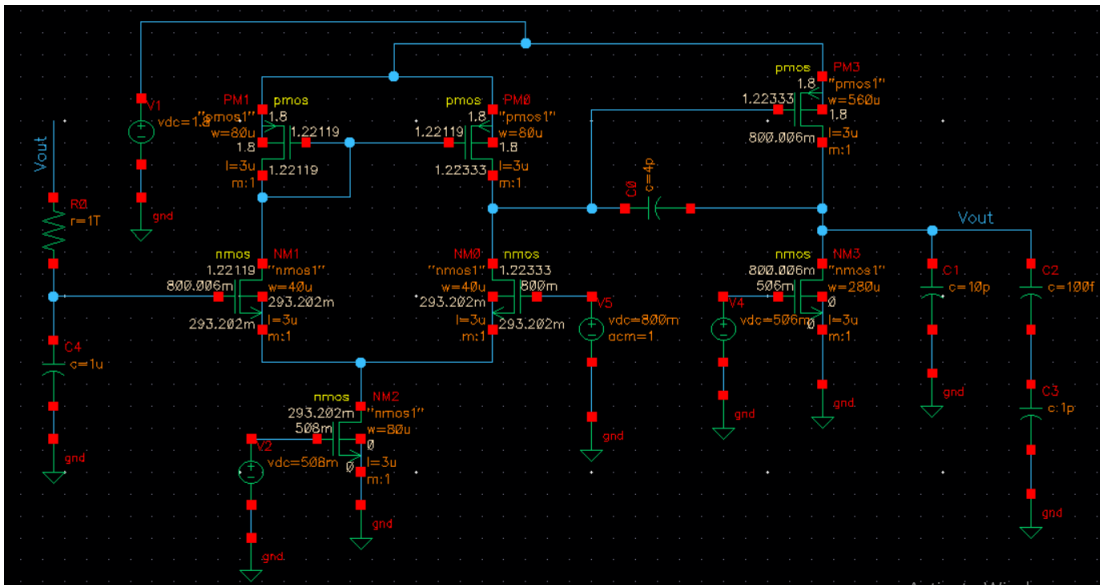 pmos
PM3
"pmos1"
1.8
w=560u
1.22333
1.8
800.006m
l=3u
m:1
PM1
pmos
"pmos1"
1.8
w=80u
1.22119
1.8
l=3u
1.22119
m:1
pmos
PM0
1.8
"pmos1"
w=80u
1.22119
1.8
l=3u
1.22333
m:1
V1
vdc=1.8
gnd
Vout
R0
r=1T
C0
c=4p
Vout
nmos
NM1
1.22119
"nmos1"
800.006m
w=40u
293.202m
l=3u
293.202m
m:1
NM0
nmos
"nmos1"
1.22333
w=40u
800m
293.202m
l=3u
293.202m
m:1
V5
vdc=800m
acm=1
gnd
nmos
NM3
800.006m
"nmos1"
506m
w=280u
0
l=3u
0
m:1
V4
vdc=506m
gnd
gnd
C1
c=10p
gnd
C2
c=100f
C3
c:1p
gnd
C4
c=1u
gnd
nmos
NM2
293.202m
"nmos1"
508m
w=80u
0
l=3u
0
m:1
V2
vdc=508m
gnd
gnd